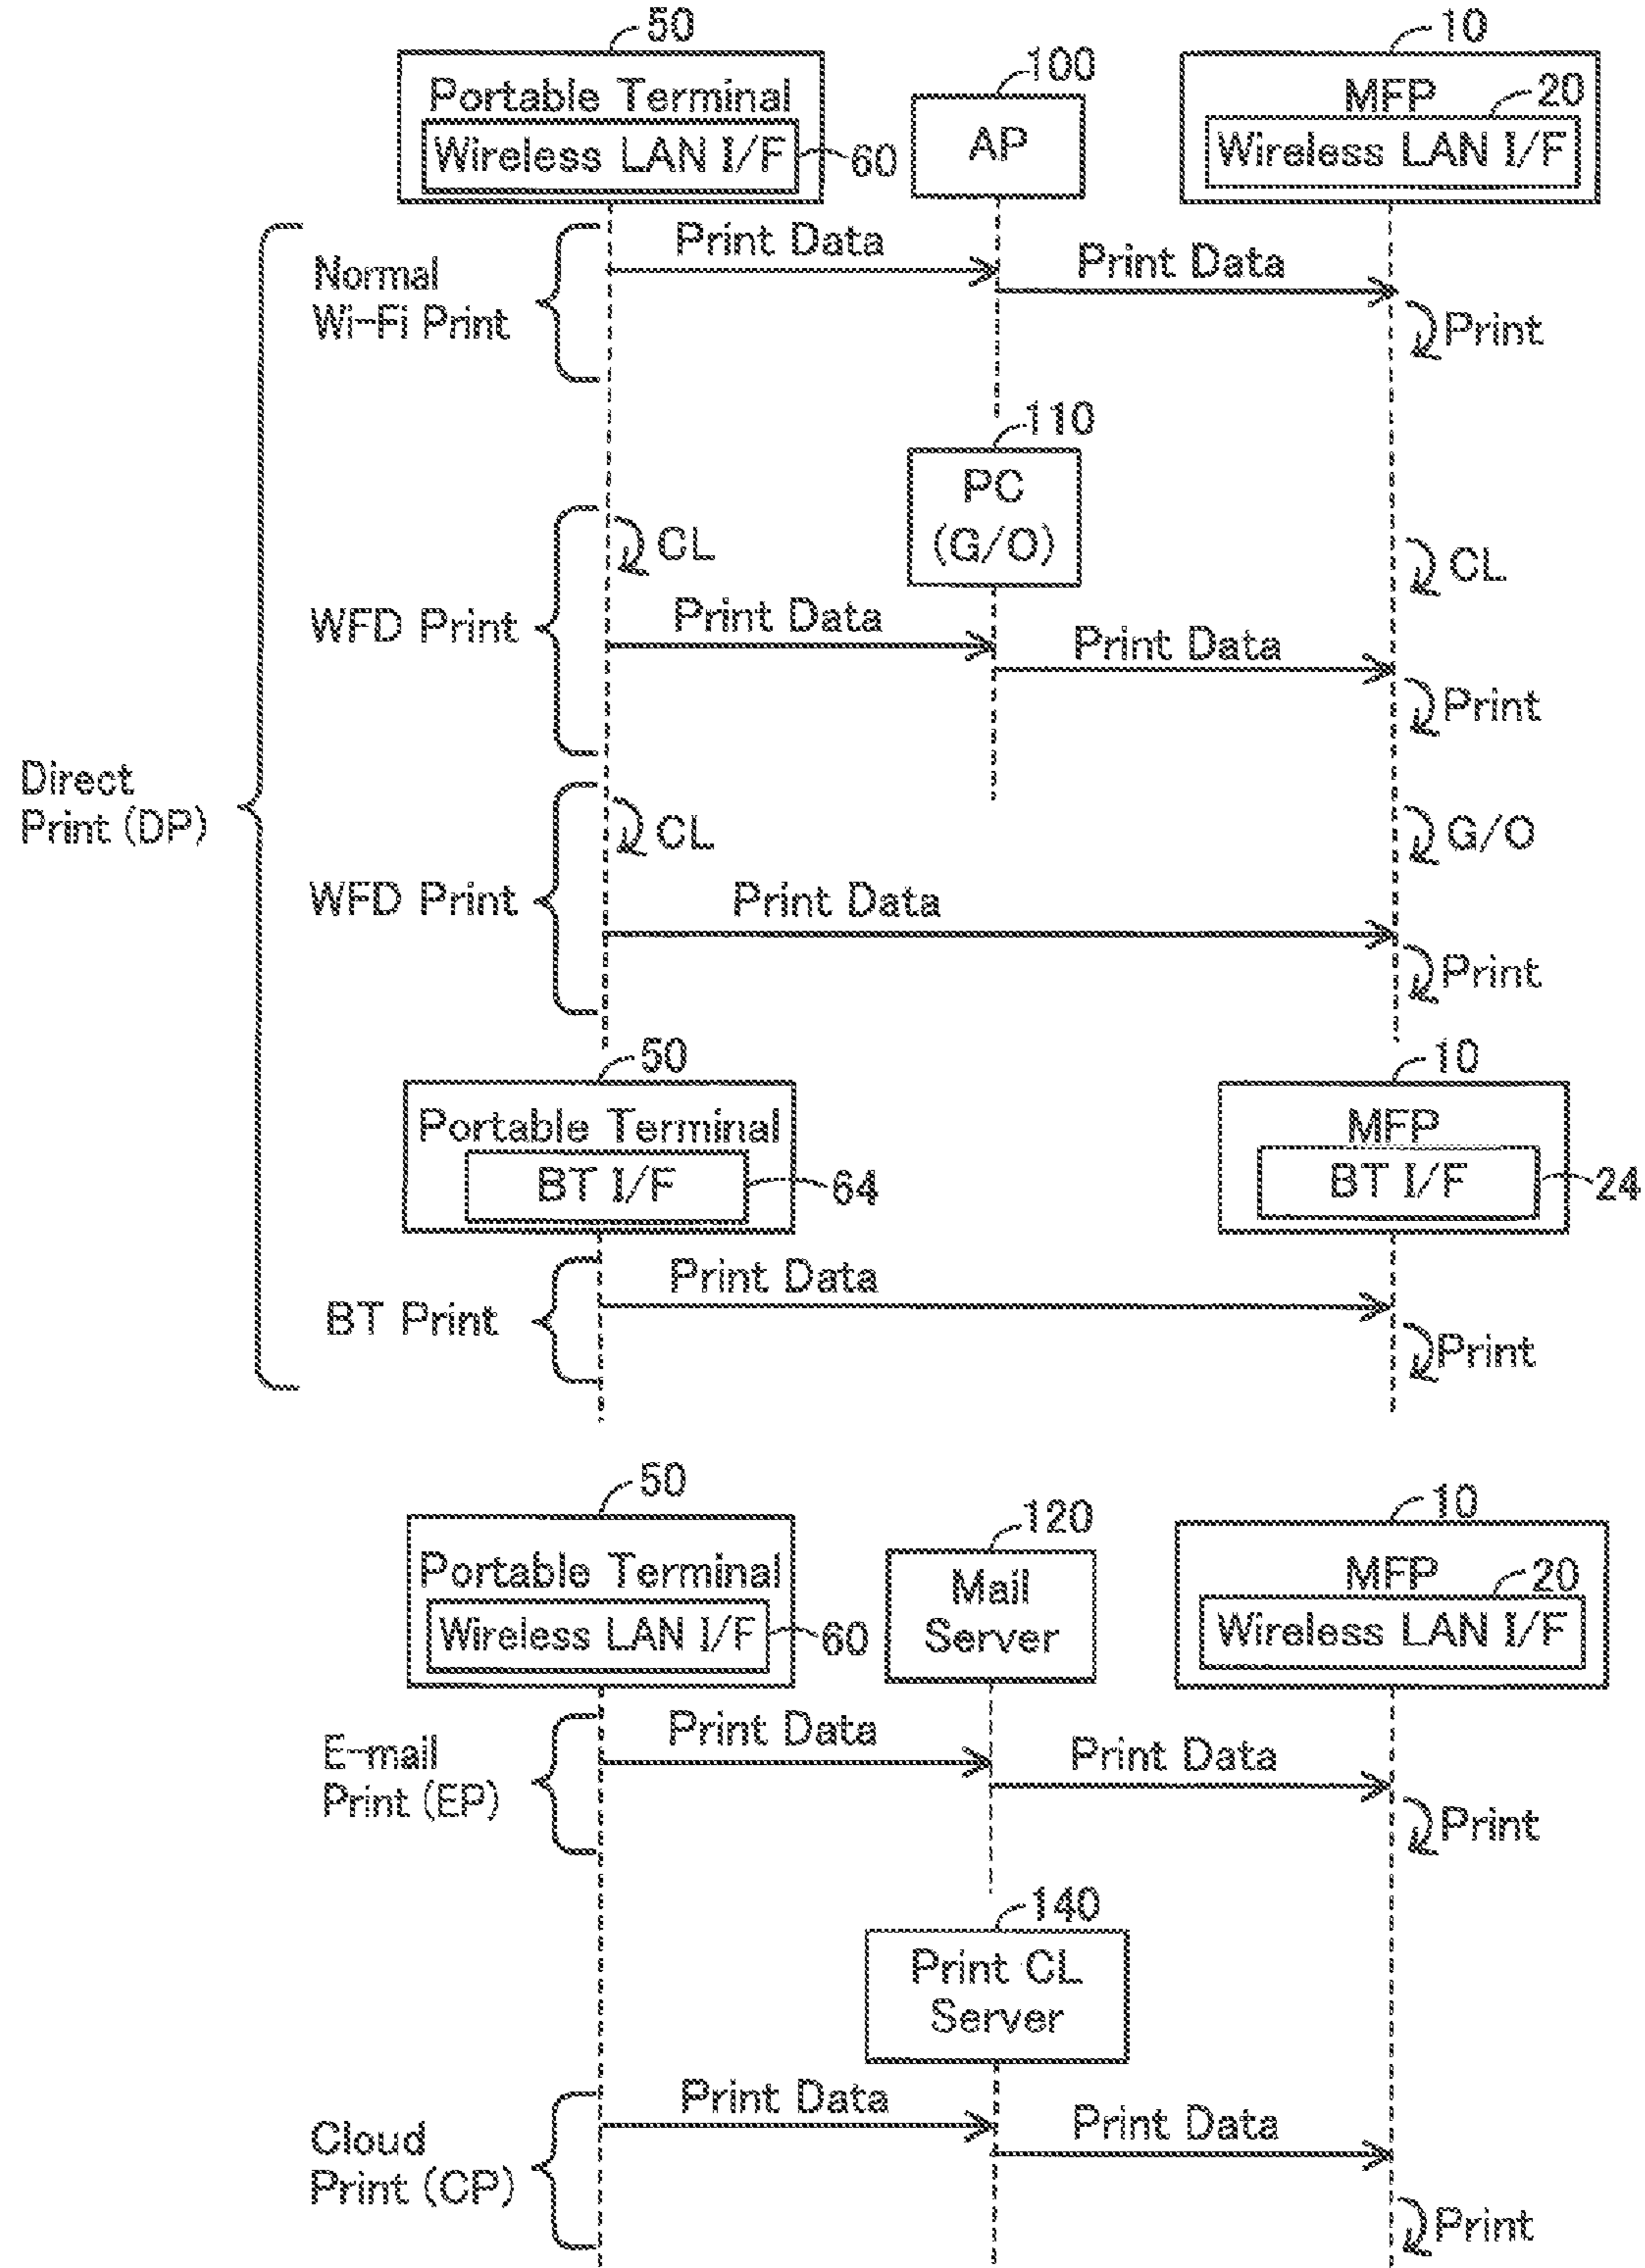 50
10
100
Portable Terminal
AP
MFP
20
Wireless LAN I/F
60
Wireless LAN I/F
Print Data
Print Data
Normal
Wi-Fi Print
Print
110
PC
(G/O)
CL
CL
WFD Print
Print Data
Print Data
Print
Direct
Print (DP)
CL
G/O
WFD Print
Print Data
Print
50
10
Portable Terminal
MFP
BT I/F
64
BT I/F
24
Print Data
BT Print
Print
50
10
120
Portable Terminal
Mail
Server
MFP
20
Wireless LAN I/F
60
Wireless LAN I/F
E-mail
Print (EP)
Print Data
Print Data
Print
140
Print CL
Server
Cloud
Print (CP)
Print Data
Print Data
Print